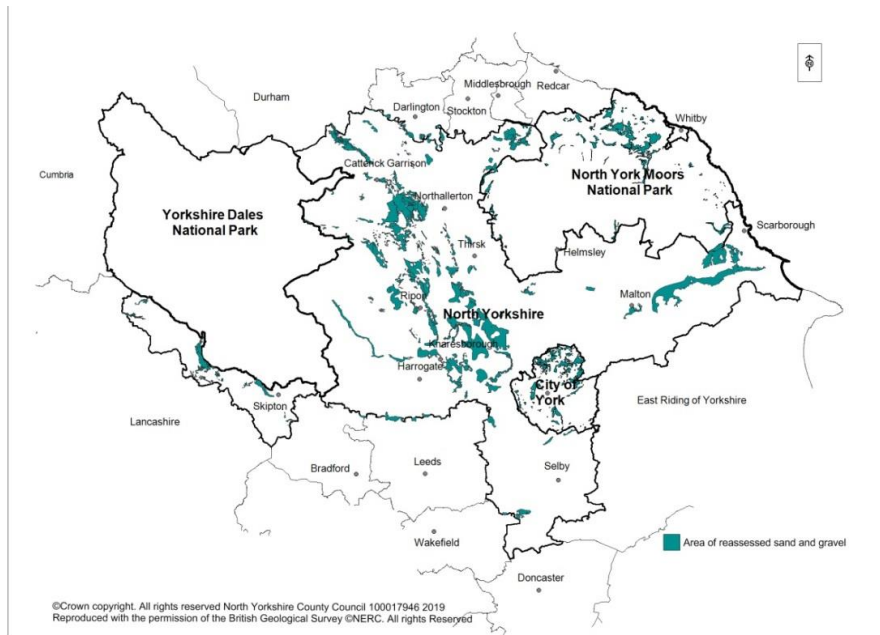 Middlesbrough
Redcar
Durham
Darlington
Stockton
Whitby
Catterick Garrison
Cumbria
North York Moors
National Park
Northallerton
Yorkshire Dales
National Park
Scarborough
Thirsk
Helmsley
Malton
Ripon
North Yorkshire
Knaresborough
Harrogate
City of
York
Skipton
East Riding of Yorkshire
Lancashire
Bradford
Leeds
Selby
Wakefield
Area of reassessed sand and gravel
Doncaster
©Crown copyright. All rights reserved North Yorkshire County Council 100017946 2019
Reproduced with the permission of the British Geological Survey ©NERC. All rights Reserved